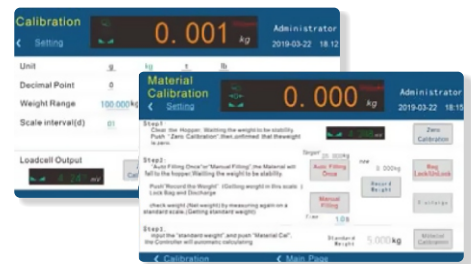 Calibration
Setting
0.001 kg
Administrator
2019-03-22 18:12
Unit g kg t lb
Decimal Point 0
Weight Range 100.000kg
Scale interval(d) 01
Loadcell Output
mv
Material
Calibration
Setting
0.000 kg
Administrator
2019-03-22 18:15
Step1:
Clear the Hopper, Waiting the weight to be stability
Push "Zero Calibration", then unfirmed that theweight
is zero.
Zero
Calibration
Step2:
"Auto Filling Once"or"Manual Filling",the Material will
fall to the hopper. Waiting the weight to be stability.
Target
Auto Filling
Once
0.000kg
Bag
Lock/UnLock
Push"Record the Weight" (Getting weight in this scale )
Lock Bag and Discharge
Record
Weight
check weight (Net weight) by measuring again on a
standard scale.(Getting standard weight)
Manual
Filling
Discharge
Time 1.0s
Step3:
input the "standard weight",and push "Material Cal",
the Controller will automatic calculating
Standard
Weight
5.000kg
Material
Calibration
Calibration
Main Page